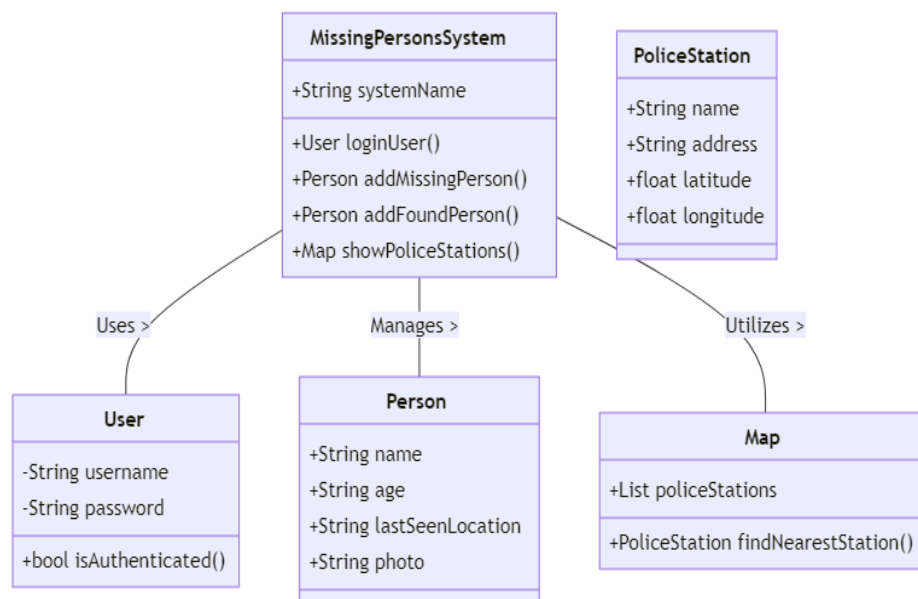 MissingPersonsSystem
+String systemName
+User loginUser()
+Person addMissingPerson()
+Person addFoundPerson()
+Map showPoliceStations()
PoliceStation
+String name
+String address
+float latitude
+float longitude
Uses >
Manages >
Utilizes >
User
-String username
-String password
+bool isAuthenticated()
Person
+String name
+String age
+String lastSeenLocation
+String photo
Map
+List policeStations
+PoliceStation findNearestStation()